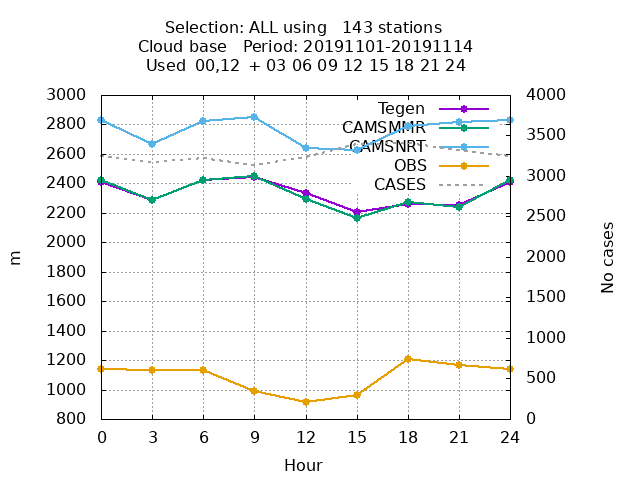 Selection: ALL using   143 stations
Cloud base   Period: 20191101-20191114
Used  00,12  + 03 06 09 12 15 18 21 24
3000
2800
2600
2400
2200
2000
1800
1600
1400
1200
1000
800
m
Tegen
CAMSMMR
CAMSNRT
OBS
CASES
4000
3500
3000
2500
2000
1500
1000
500
0
No cases
0 3 6 9 12 15 18 21 24
Hour